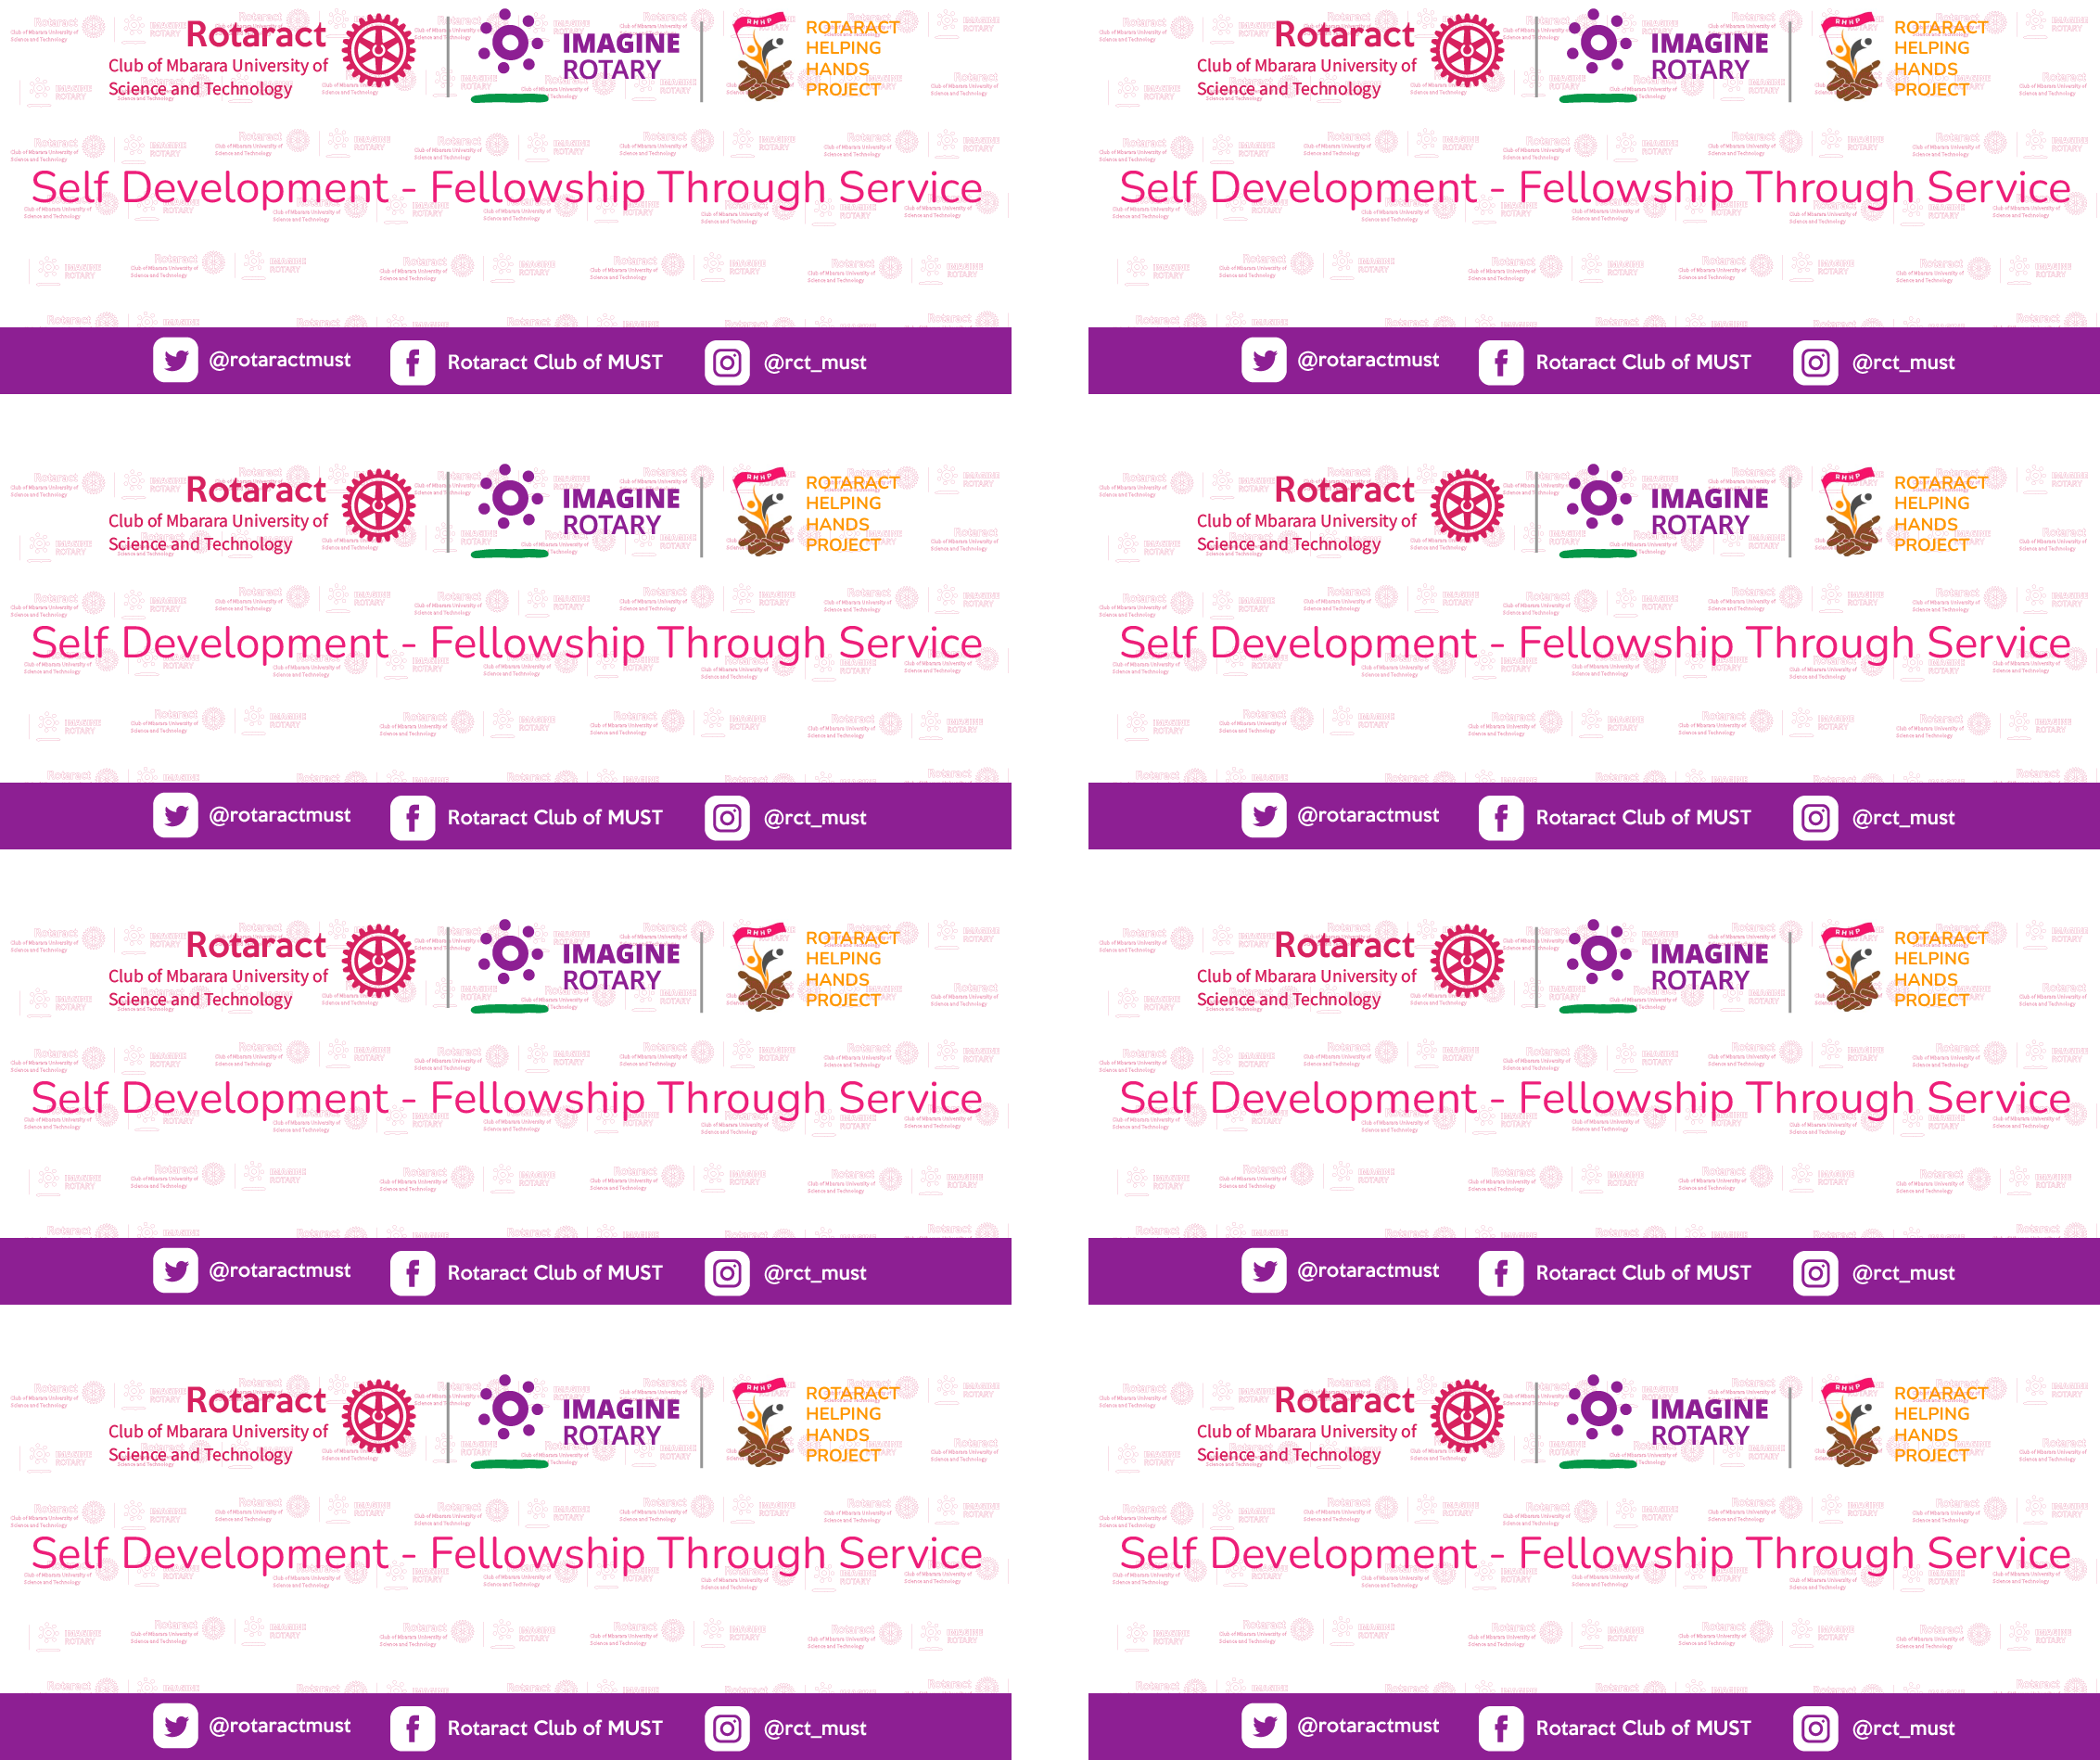 Rotaract
Club of Mbarara University of
Science and Technology
IMAGINE
ROTARY
RHHP
ROTARACT
HELPING
HANDS
PROJECT
Self Development - Fellowship Through Service
@rotaractmust
Rotaract Club of MUST
@rct_must
Rotaract
Club of Mbarara University of
Science and Technology
IMAGINE
ROTARY
RHHP
ROTARACT
HELPING
HANDS
PROJECT
Self Development - Fellowship Through Service
@rotaractmust
Rotaract Club of MUST
@rct_must
Rotaract
Club of Mbarara University of
Science and Technology
IMAGINE
ROTARY
RHHP
ROTARACT
HELPING
HANDS
PROJECT
Self Development - Fellowship Through Service
@rotaractmust
Rotaract Club of MUST
@rct_must
Rotaract
Club of Mbarara University of
Science and Technology
IMAGINE
ROTARY
RHHP
ROTARACT
HELPING
HANDS
PROJECT
Self Development - Fellowship Through Service
@rotaractmust
Rotaract Club of MUST
@rct_must
Rotaract
Club of Mbarara University of
Science and Technology
IMAGINE
ROTARY
RHHP
ROTARACT
HELPING
HANDS
PROJECT
Self Development - Fellowship Through Service
@rotaractmust
Rotaract Club of MUST
@rct_must
Rotaract
Club of Mbarara University of
Science and Technology
IMAGINE
ROTARY
RHHP
ROTARACT
HELPING
HANDS
PROJECT
Self Development - Fellowship Through Service
@rotaractmust
Rotaract Club of MUST
@rct_must
Rotaract
Club of Mbarara University of
Science and Technology
IMAGINE
ROTARY
RHHP
ROTARACT
HELPING
HANDS
PROJECT
Self Development - Fellowship Through Service
@rotaractmust
Rotaract Club of MUST
@rct_must
Rotaract
Club of Mbarara University of
Science and Technology
IMAGINE
ROTARY
RHHP
ROTARACT
HELPING
HANDS
PROJECT
Self Development - Fellowship Through Service
@rotaractmust
Rotaract Club of MUST
@rct_must